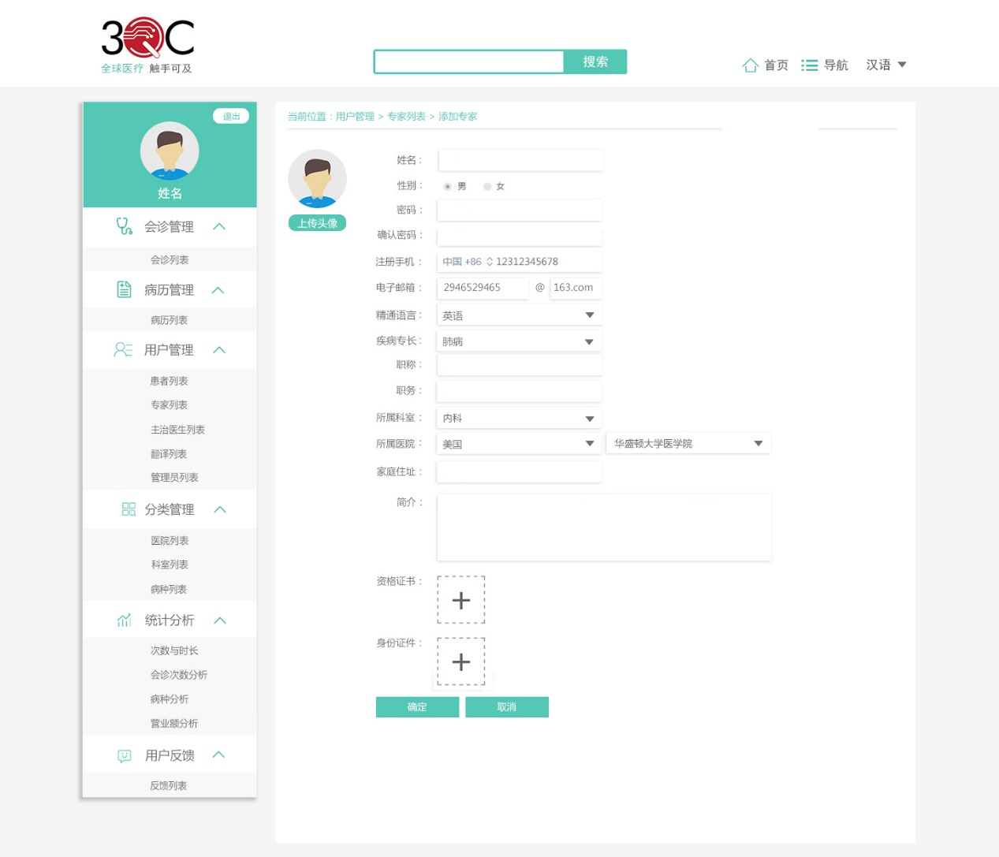 3QC
全球医疗 触手可及
搜索
首页 导航 汉语
退出
姓名
会诊管理
会诊列表
病历管理
病历列表
用户管理
患者列表
专家列表
主治医生列表
翻译列表
管理员列表
分类管理
医院列表
科室列表
病种列表
统计分析
次数与时长
会诊次数分析
病种分析
营业额分析
用户反馈
反馈列表
当前位置：用户管理 > 专家列表 > 添加专家
上传头像
姓名：
性别： 男 女
密码：
确认密码：
注册手机： 中国 +86 12312345678
电子邮箱： 2946529465 @ 163.com
精通语言： 英语
疾病专长： 肺病
职称：
职务：
所属科室： 内科
所属医院： 美国 华盛顿大学医学院
家庭住址：
简介：
资格证书：
身份证件：
确定 取消